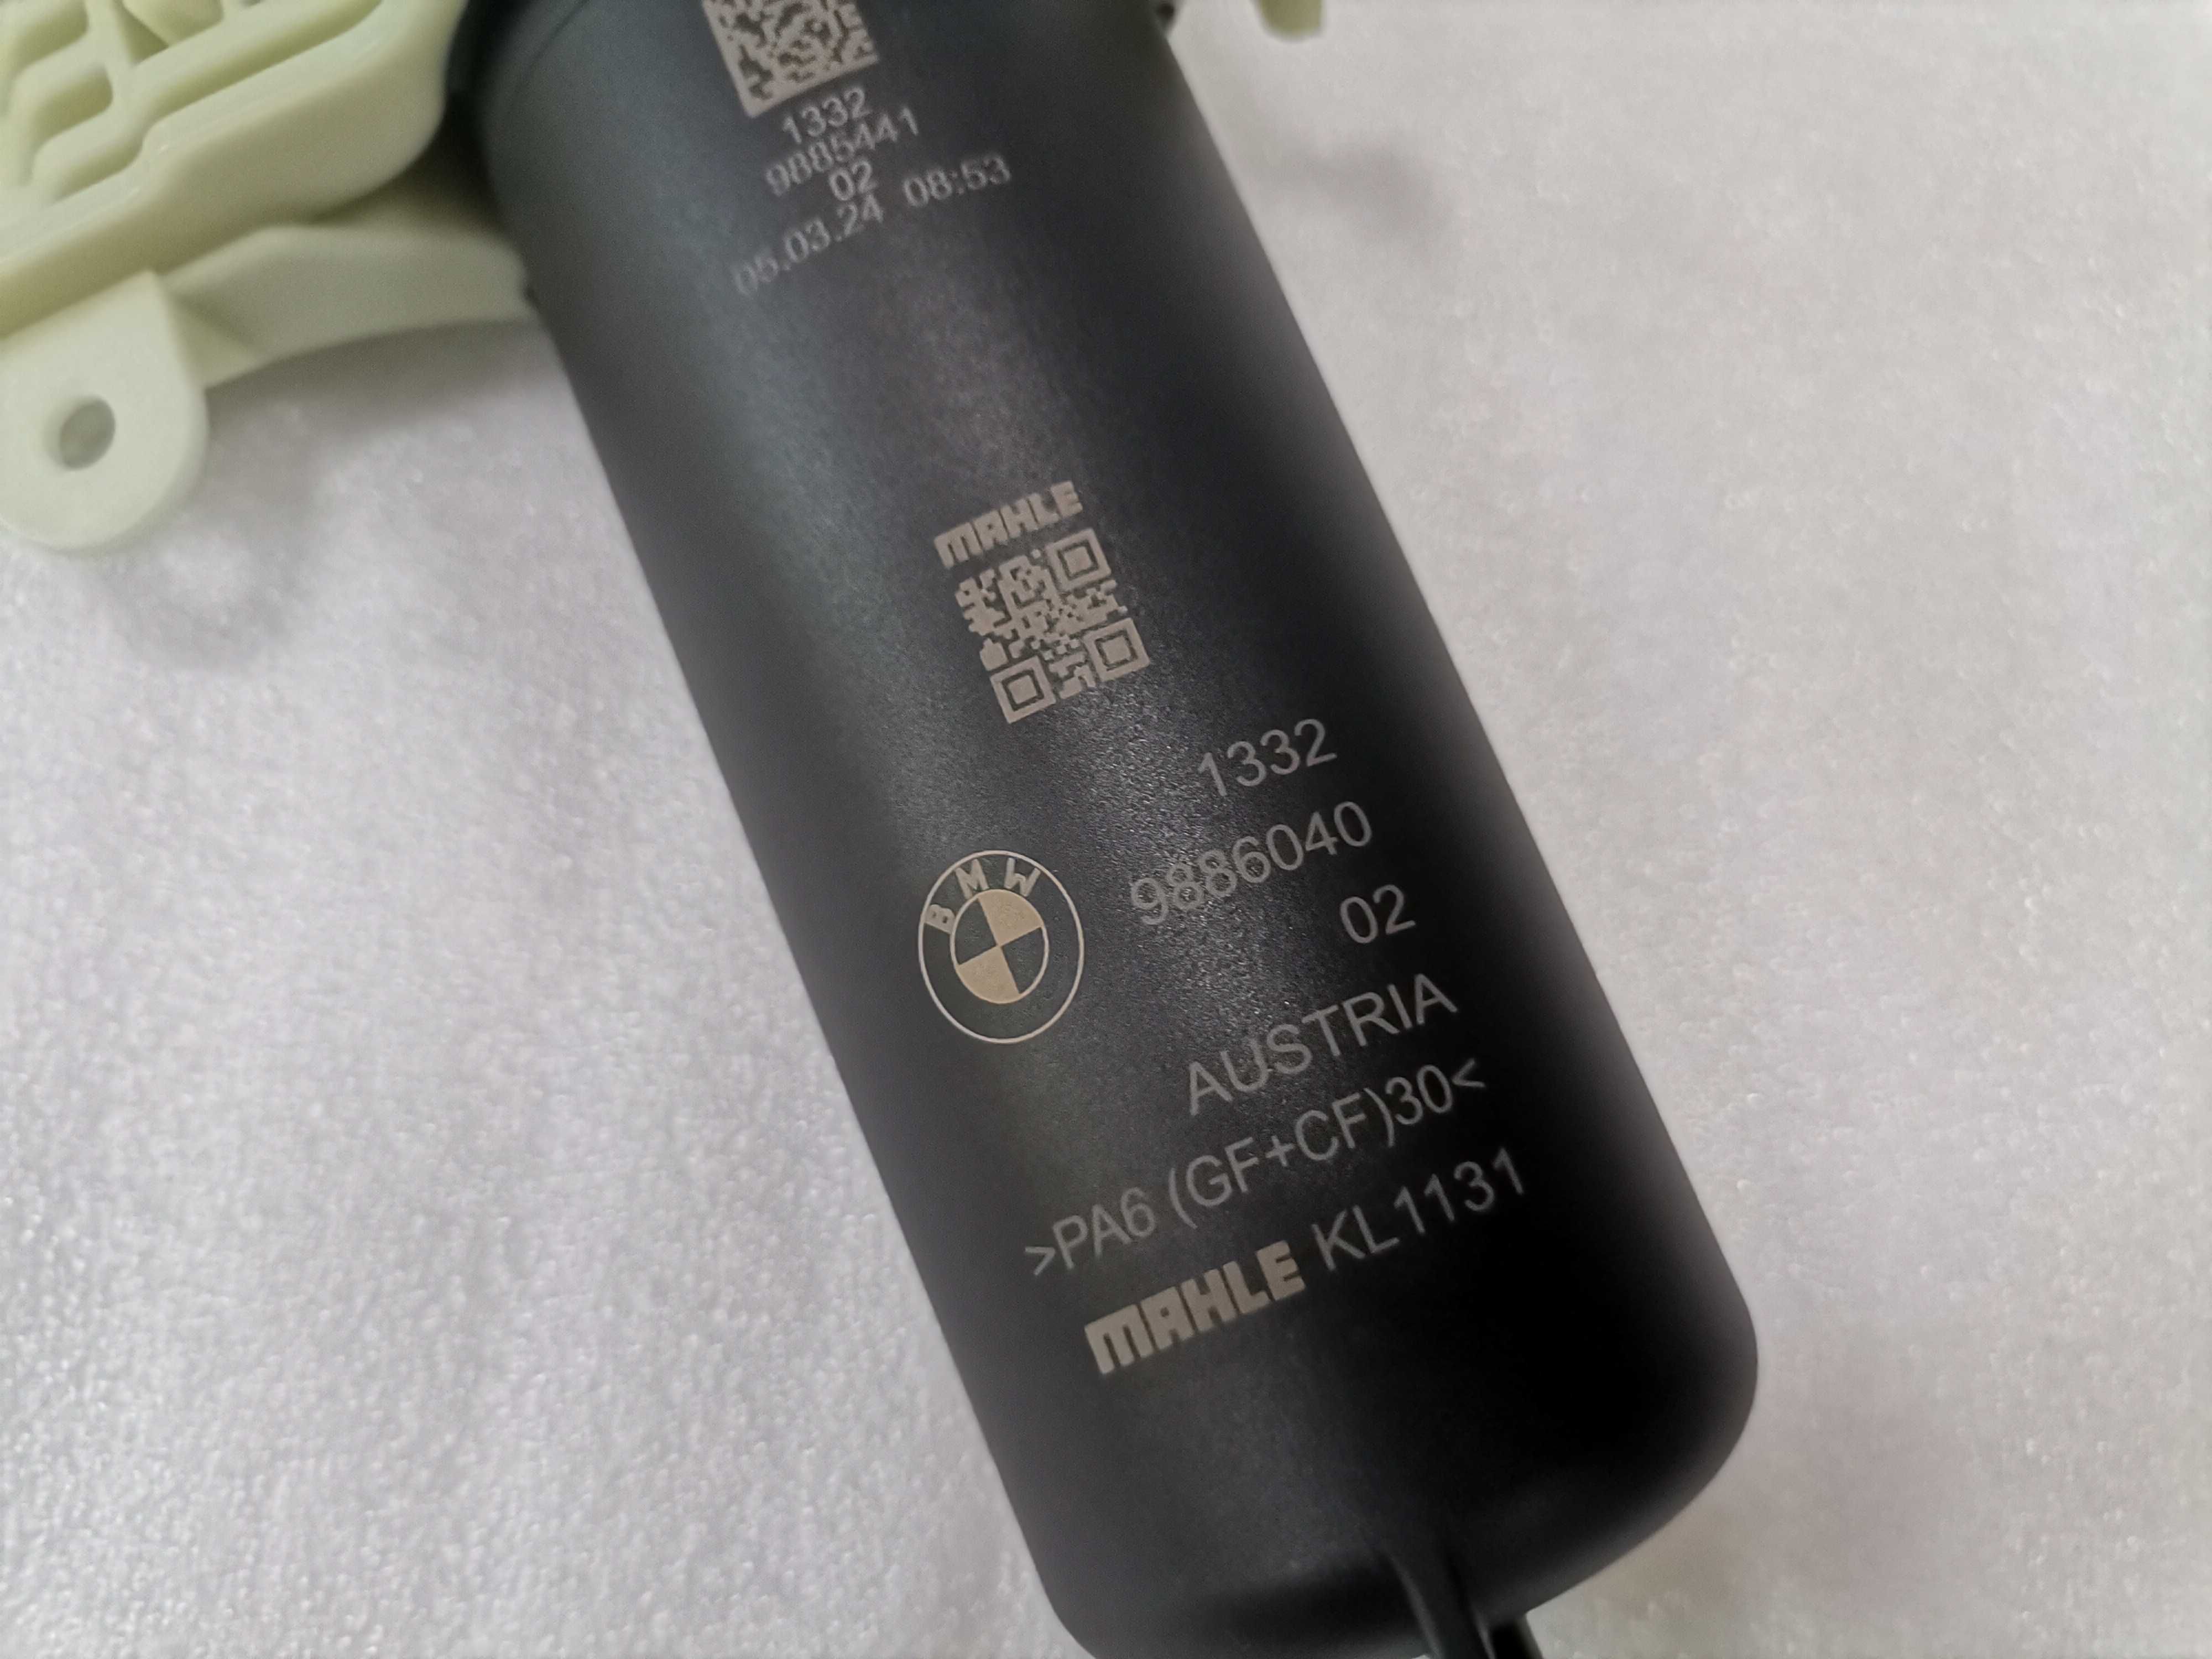 1332
9885441
02
05.03.24 08:53
MAHLE
1332
9886040
02
BMW
AUSTRIA
>PA6 (GF+CF)30<
MAHLE KL1131